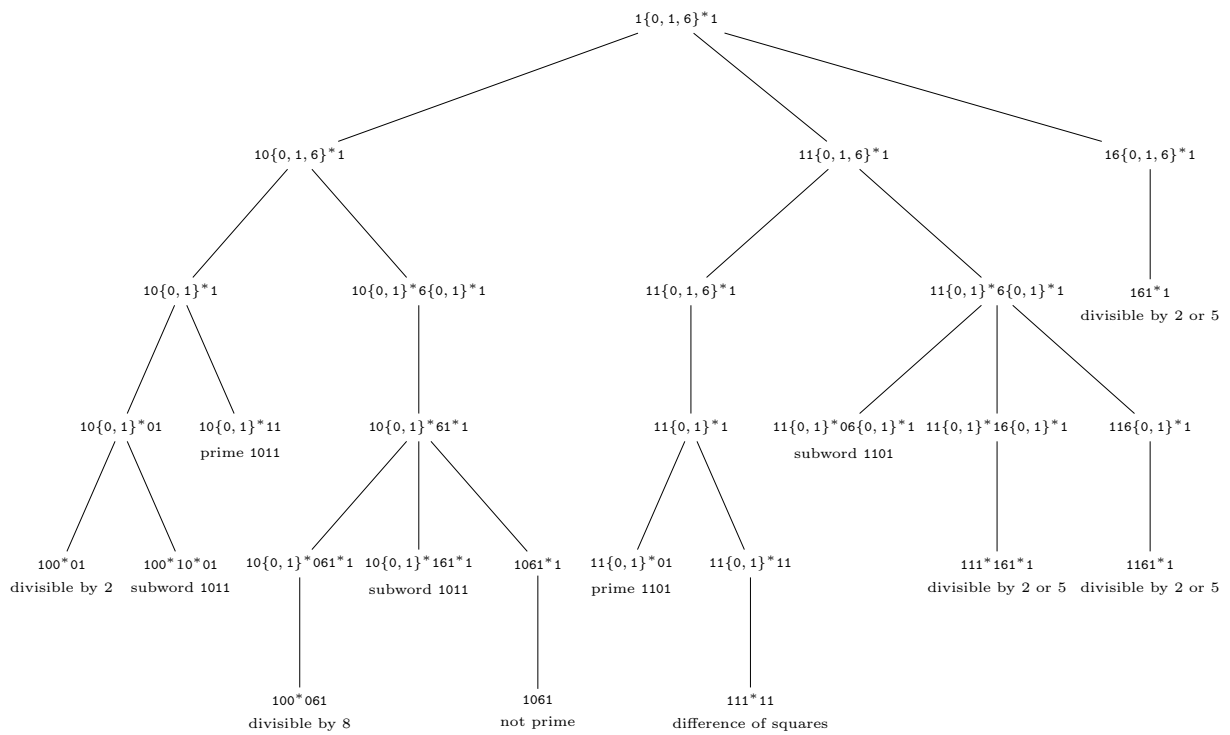 1{0, 1, 6}*1
10{0, 1, 6}*1
11{0, 1, 6}*1
16{0, 1, 6}*1
10{0, 1}*1
10{0, 1}*6{0, 1}*1
11{0, 1, 6}*1
11{0, 1}*6{0, 1}*1
161*1
divisible by 2 or 5
10{0, 1}*01
10{0, 1}*11
prime 1011
10{0, 1}*61*1
11{0, 1}*1
11{0, 1}*06{0, 1}*1
subword 1101
11{0, 1}*16{0, 1}*1
116{0, 1}*1
100*01
divisible by 2
100*10*01
subword 1011
10{0, 1}*061*1
10{0, 1}*161*1
subword 1011
1061*1
11{0, 1}*01
prime 1101
11{0, 1}*11
111*161*1
divisible by 2 or 5
1161*1
divisible by 2 or 5
100*061
divisible by 8
1061
not prime
111*11
difference of squares